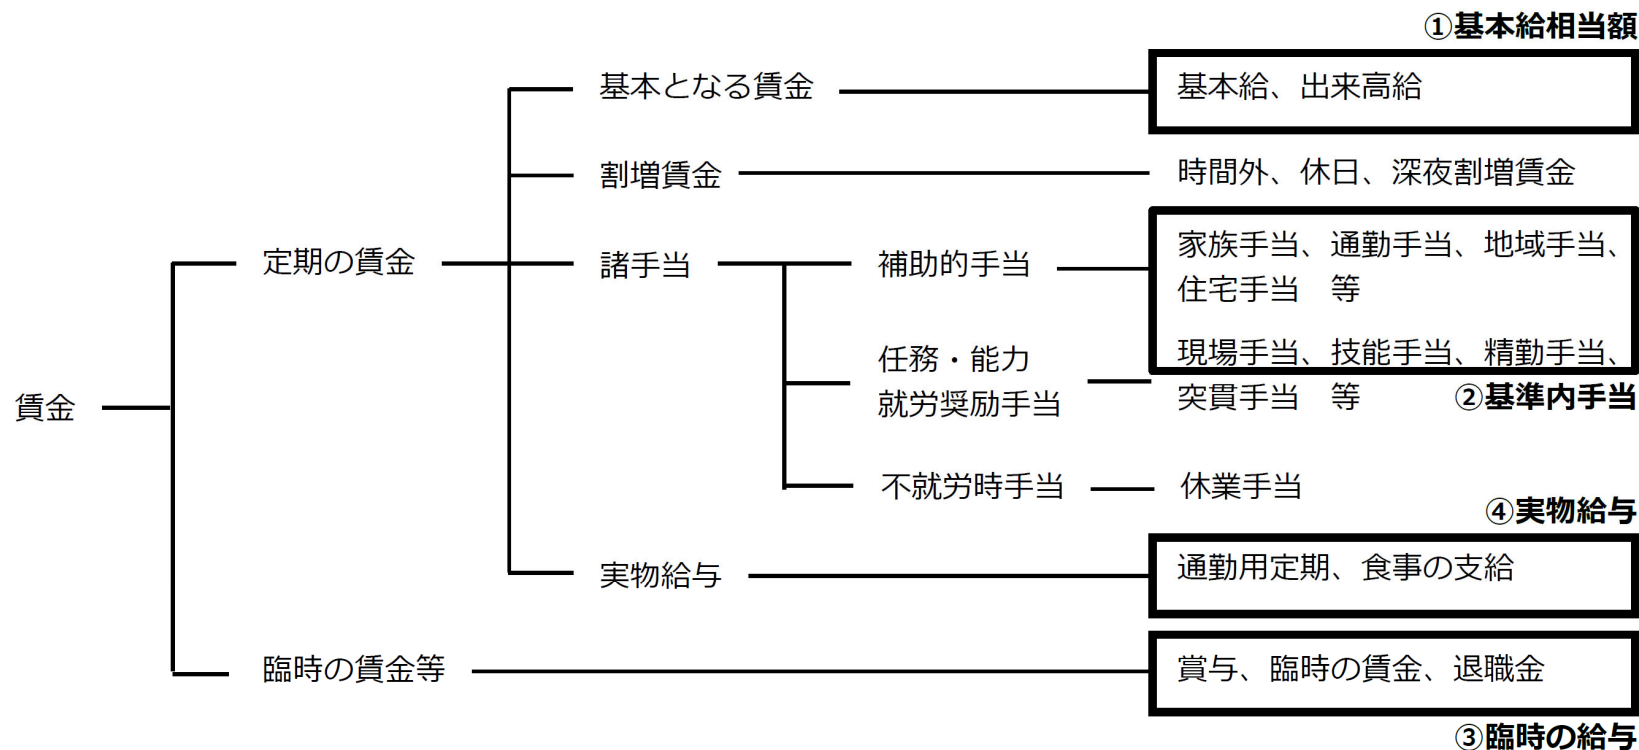 ①基本給相当額
基本となる賃金
基本給、出来高給
割増賃金
時間外、休日、深夜割増賃金
賃金
定期の賃金
諸手当
補助的手当
家族手当、通勤手当、地域手当、
住宅手当　等
任務・能力
就労奨励手当
現場手当、技能手当、精勤手当、
突貫手当　等
②基準内手当
不就労時手当
休業手当
④実物給与
実物給与
通勤用定期、食事の支給
臨時の賃金等
賞与、臨時の賃金、退職金
③臨時の給与